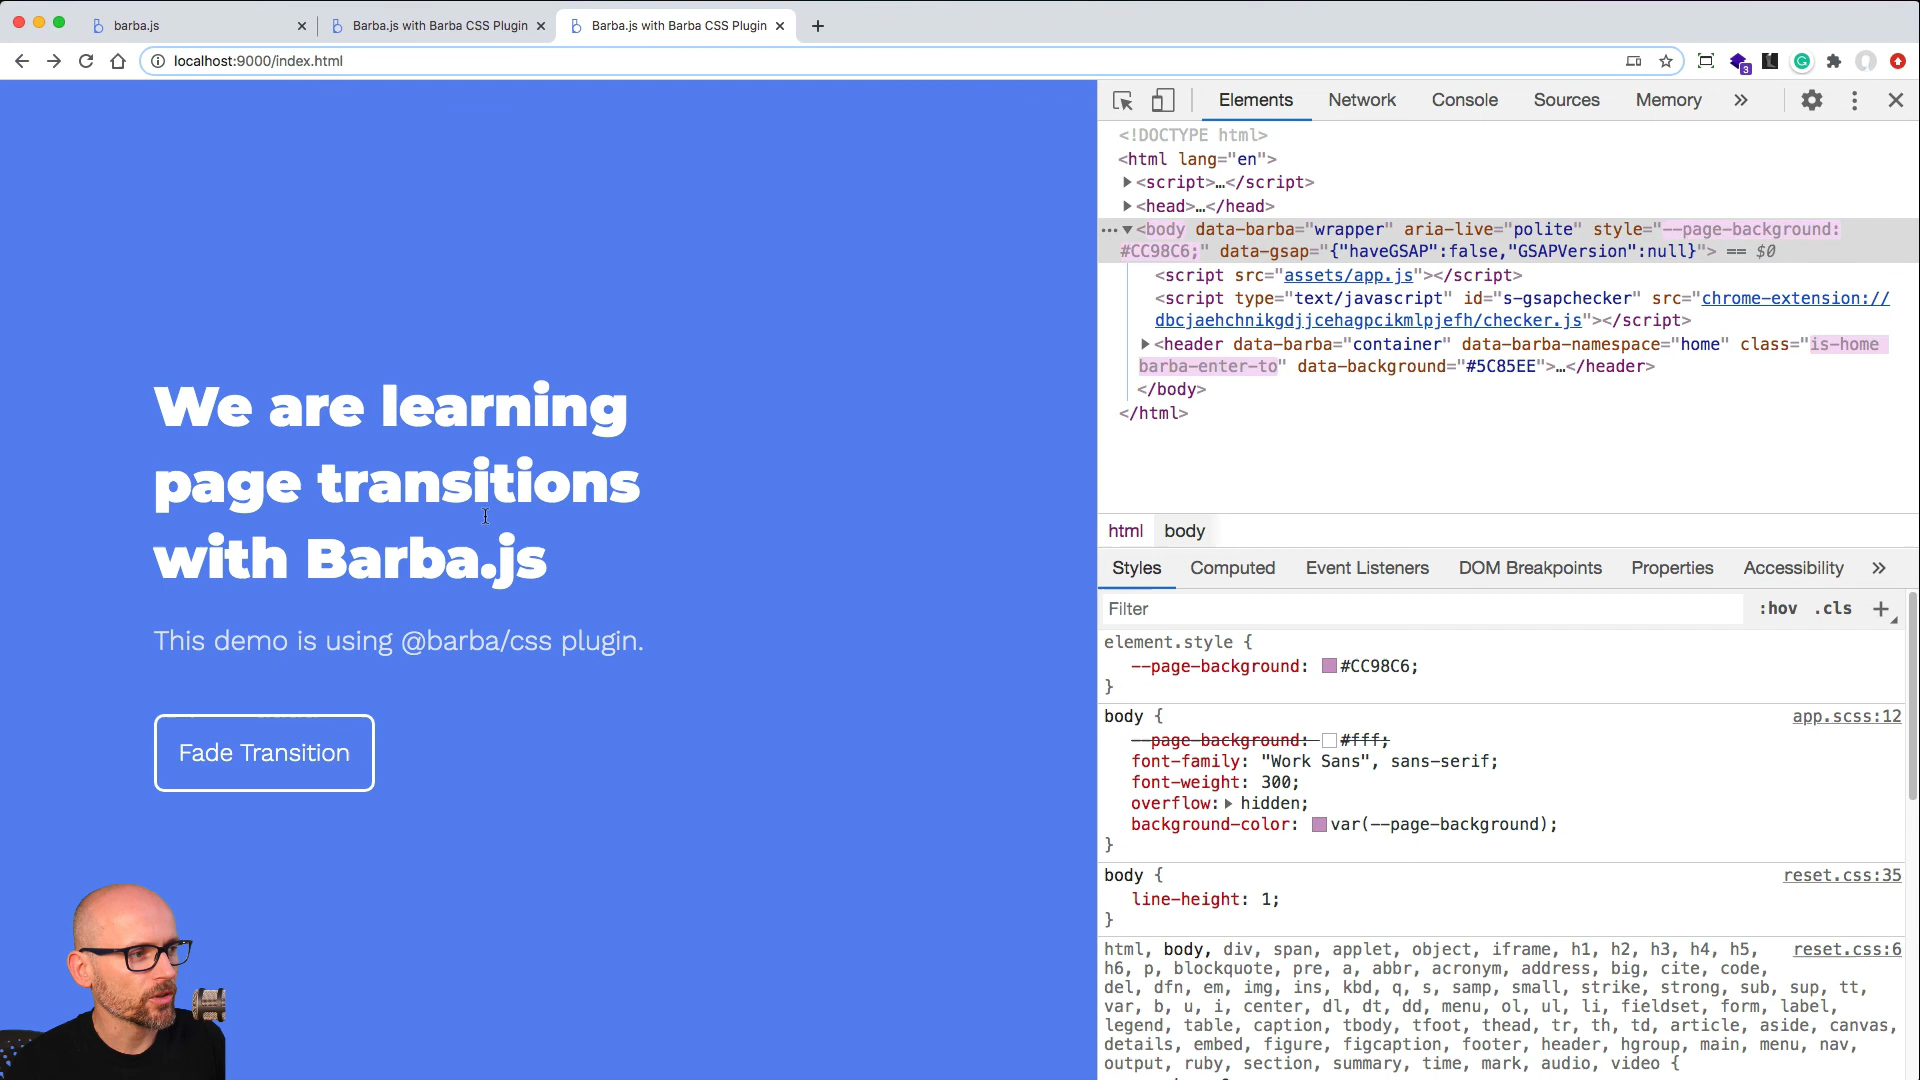 barba.js
Barba.js with Barba CSS Plugin
Barba.js with Barba CSS Plugin
localhost:9000/index.html
3
Elements Network Console Sources Memory
<!DOCTYPE html>
<html lang="en">
<script>…</script>
<head>…</head>
<body data-barba="wrapper" aria-live="polite" style="--page-background:
#CC98C6;" data-gsap="{"haveGSAP":false,"GSAPVersion":null}"> == $0
<script src="assets/app.js"></script>
<script type="text/javascript" id="s-gsapchecker" src="chrome-extension://
dbcjaehchnikgdjjcehagpcikmlpjefh/checker.js"></script>
<header data-barba="container" data-barba-namespace="home" class="is-home
barba-enter-to" data-background="#5C85EE">…</header>
</body>
</html>
html body
Styles Computed Event Listeners DOM Breakpoints Properties Accessibility
Filter :hov .cls
element.style {
--page-background: #CC98C6;
}
body { app.scss:12
--page-background: #fff;
font-family: "Work Sans", sans-serif;
font-weight: 300;
overflow: hidden;
background-color: var(--page-background);
}
body { reset.css:35
line-height: 1;
}
html, body, div, span, applet, object, iframe, h1, h2, h3, h4, h5, reset.css:6
h6, p, blockquote, pre, a, abbr, acronym, address, big, cite, code,
del, dfn, em, img, ins, kbd, q, s, samp, small, strike, strong, sub, sup, tt,
var, b, u, i, center, dl, dt, dd, menu, ol, ul, li, fieldset, form, label,
legend, table, caption, tbody, tfoot, thead, tr, th, td, article, aside, canvas,
details, embed, figure, figcaption, footer, header, hgroup, main, menu, nav,
output, ruby, section, summary, time, mark, audio, video {
We are learning
page transitions
with Barba.js
This demo is using @barba/css plugin.
Fade Transition